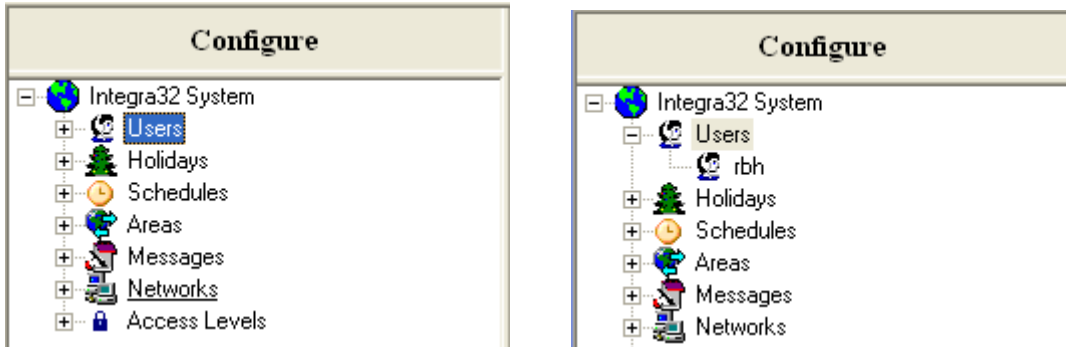 Configure
Integra32 System
Users
Holidays
Schedules
Areas
Messages
Networks
Access Levels
Configure
Integra32 System
Users
rbh
Holidays
Schedules
Areas
Messages
Networks